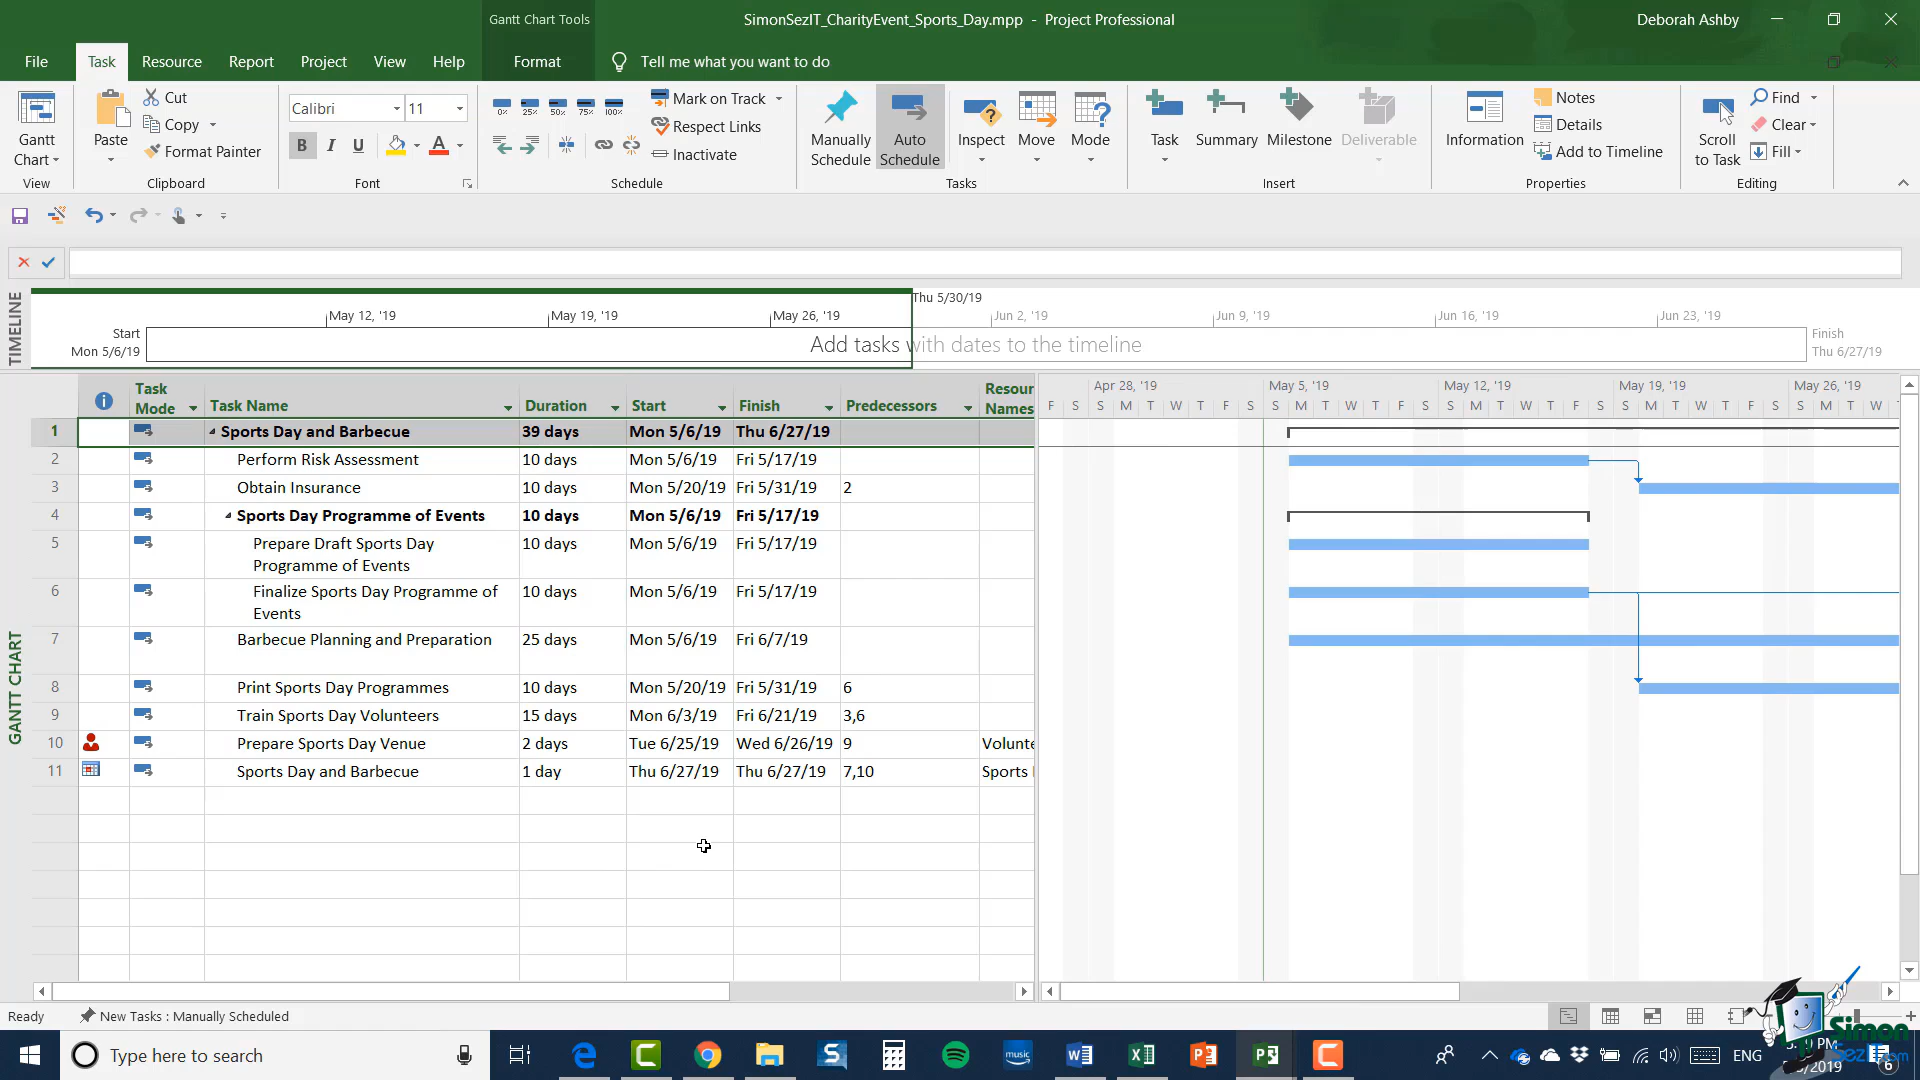 Gantt Chart Tools
SimonSezIT_CharityEvent_Sports_Day.mpp - Project Professional
Deborah Ashby
File Task Resource Report Project View Help Format Tell me what you want to do
Gantt Chart
View
Paste
Cut
Copy
Format Painter
Clipboard
Calibri 11
B I U A
Font
0% 25% 50% 75% 100%
Mark on Track
Respect Links
Inactivate
Schedule
Manually Schedule
Auto Schedule
Inspect
Move
Mode
Tasks
Task
Summary
Milestone
Deliverable
Insert
Information
Notes
Details
Add to Timeline
Properties
Scroll to Task
Find
Clear
Fill
Editing
TIMELINE
Thu 5/30/19
May 12, '19 May 19, '19 May 26, '19 Jun 2, '19 Jun 9, '19 Jun 16, '19 Jun 23, '19
Start
Mon 5/6/19
Add tasks with dates to the timeline
Finish
Thu 6/27/19
GANTT CHART
Task Mode Task Name Duration Start Finish Predecessors Resour Names
Apr 28, '19 May 5, '19 May 12, '19 May 19, '19 May 26, '19
F S S M T W T F S S M T W T F S S M T W T F S S M T W T F S S M T W
1 Sports Day and Barbecue 39 days Mon 5/6/19 Thu 6/27/19
2 Perform Risk Assessment 10 days Mon 5/6/19 Fri 5/17/19
3 Obtain Insurance 10 days Mon 5/20/19 Fri 5/31/19 2
4 Sports Day Programme of Events 10 days Mon 5/6/19 Fri 5/17/19
5 Prepare Draft Sports Day 10 days Mon 5/6/19 Fri 5/17/19
Programme of Events
6 Finalize Sports Day Programme of 10 days Mon 5/6/19 Fri 5/17/19
Events
7 Barbecue Planning and Preparation 25 days Mon 5/6/19 Fri 6/7/19
8 Print Sports Day Programmes 10 days Mon 5/20/19 Fri 5/31/19 6
9 Train Sports Day Volunteers 15 days Mon 6/3/19 Fri 6/21/19 3,6
10 Prepare Sports Day Venue 2 days Tue 6/25/19 Wed 6/26/19 9 Volunte
11 Sports Day and Barbecue 1 day Thu 6/27/19 Thu 6/27/19 7,10 Sports
Ready New Tasks : Manually Scheduled
Type here to search
music
ENG
PM
2019
6
Simon
SezIT.com